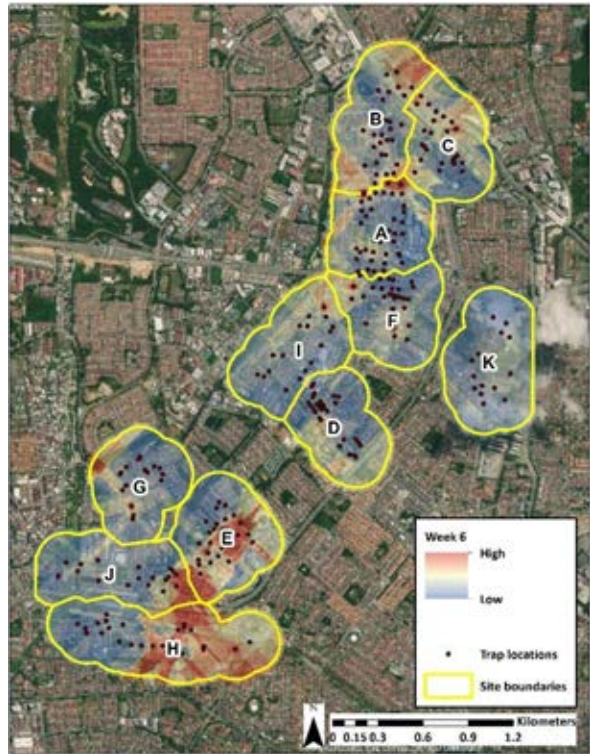 B
C
A
F
I
K
D
G
E
J
H
Week 6
High
Low
Trap locations
Site boundaries
N
Kilometers
0 0.15 0.3 0.6 0.9 1.2